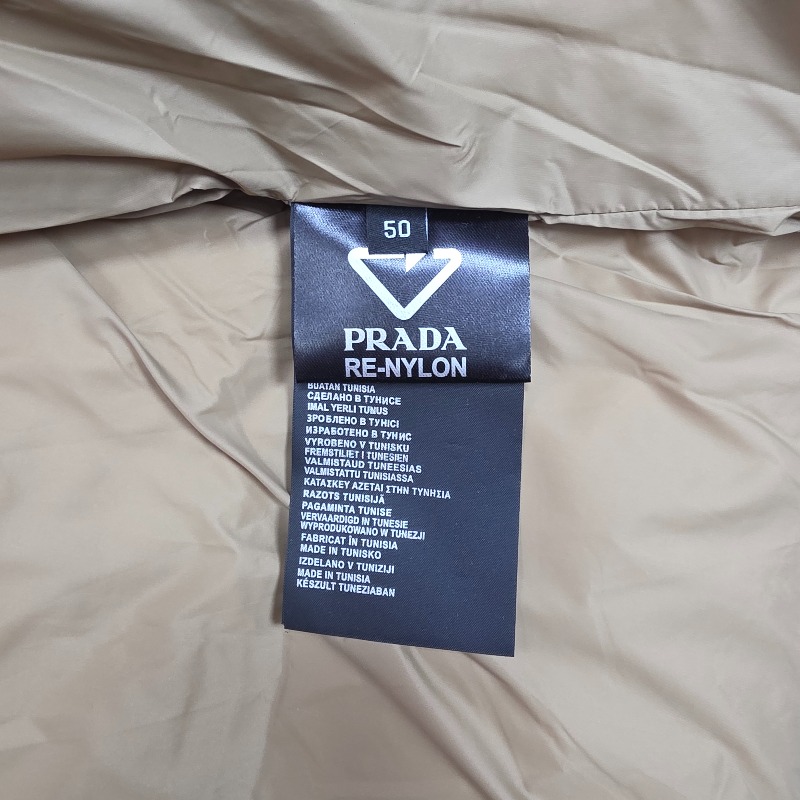 50
PRADA
RE-NYLON
BUATAN TUNISIA
СДЕЛАНО В ТУНИСЕ
IMAL YERLI TUNUS
ЗРОБЛЕНО В ТУНІСІ
ИЗРАБОТЕНО В ТУНИС
VYROBENO V TUNISKU
FREMSTILIET I TUNESIEN
VALMISTAUD TUNEESIAS
VALMISTATTU TUNISIASSA
ΚΑΤΑΣΚΕΥ ΑΖΕΤΑΙ ΣΤΗΝ ΤΥΝΗΣΙΑ
RAZOTS TUNISIJĀ
PAGAMINTA TUNISE
VERVAARDIGD IN TUNESIE
WYPRODUKOWANO W TUNEZJI
FABRICAT ÎN TUNISIA
MADE IN TUNISKO
IZDELANO V TUNIZIJI
MADE IN TUNISIA
KÉSZULT TUNEZIABAN